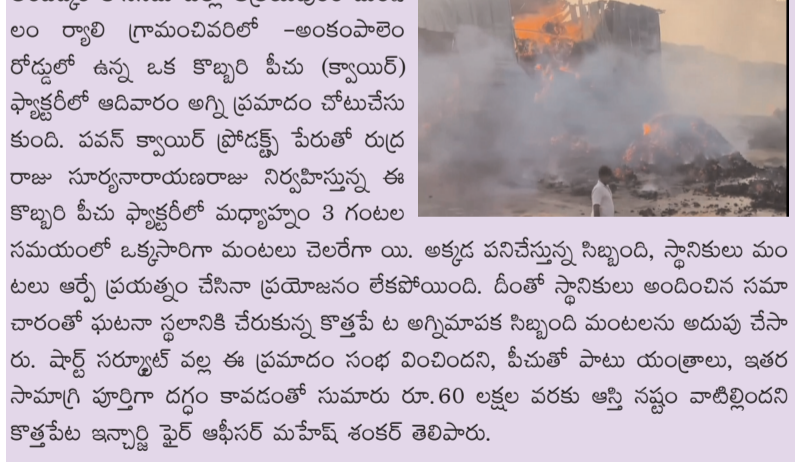 లం ర్యాలి గ్రామంచివరిలో –అంకంపాలెం
రోడ్డులో ఉన్న ఒక కొబ్బరి పీచు (క్వాయిర్)
ఫ్యాక్టరీలో ఆదివారం అగ్ని ప్రమాదం చోటుచేసు
కుంది. పవన్ క్వాయిర్ ప్రోడక్ట్స్ పేరుతో రుద్ర
రాజు సూర్యనారాయణరాజు నిర్వహిస్తున్న ఈ
కొబ్బరి పీచు ఫ్యాక్టరీలో మధ్యాహ్నం 3 గంటల
సమయంలో ఒక్కసారిగా మంటలు చెలరేగా యి. అక్కడ పనిచేస్తున్న సిబ్బంది, స్థానికులు మం
టలు ఆర్పే ప్రయత్నం చేసినా ప్రయోజనం లేకపోయింది. దీంతో స్థానికులు అందించిన సమా
చారంతో ఘటనా స్థలానికి చేరుకున్న కొత్తపే ట అగ్నిమాపక సిబ్బంది మంటలను అదుపు చేసా
రు. షార్ట్ సర్క్యూట్ వల్ల ఈ ప్రమాదం సంభ వించిందని, పీచుతో పాటు యంత్రాలు, ఇతర
సామాగ్రి పూర్తిగా దగ్ధం కావడంతో సుమారు రూ.60 లక్షల వరకు ఆస్తి నష్టం వాటిల్లిందని
కొత్తపేట ఇన్చార్జి ఫైర్ ఆఫీసర్ మహేష్ శంకర్ తెలిపారు.